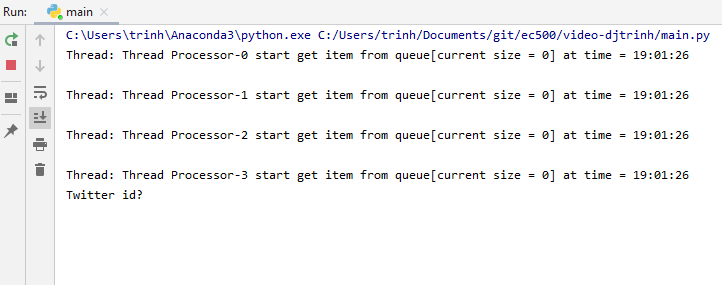 Run: main
C:\Users\trinh\Anaconda3\python.exe C:/Users/trinh/Documents/git/ec500/video-djtrinh/main.py
Thread: Thread Processor-0 start get item from queue[current size = 0] at time = 19:01:26
Thread: Thread Processor-1 start get item from queue[current size = 0] at time = 19:01:26
Thread: Thread Processor-2 start get item from queue[current size = 0] at time = 19:01:26
Thread: Thread Processor-3 start get item from queue[current size = 0] at time = 19:01:26
Twitter id?